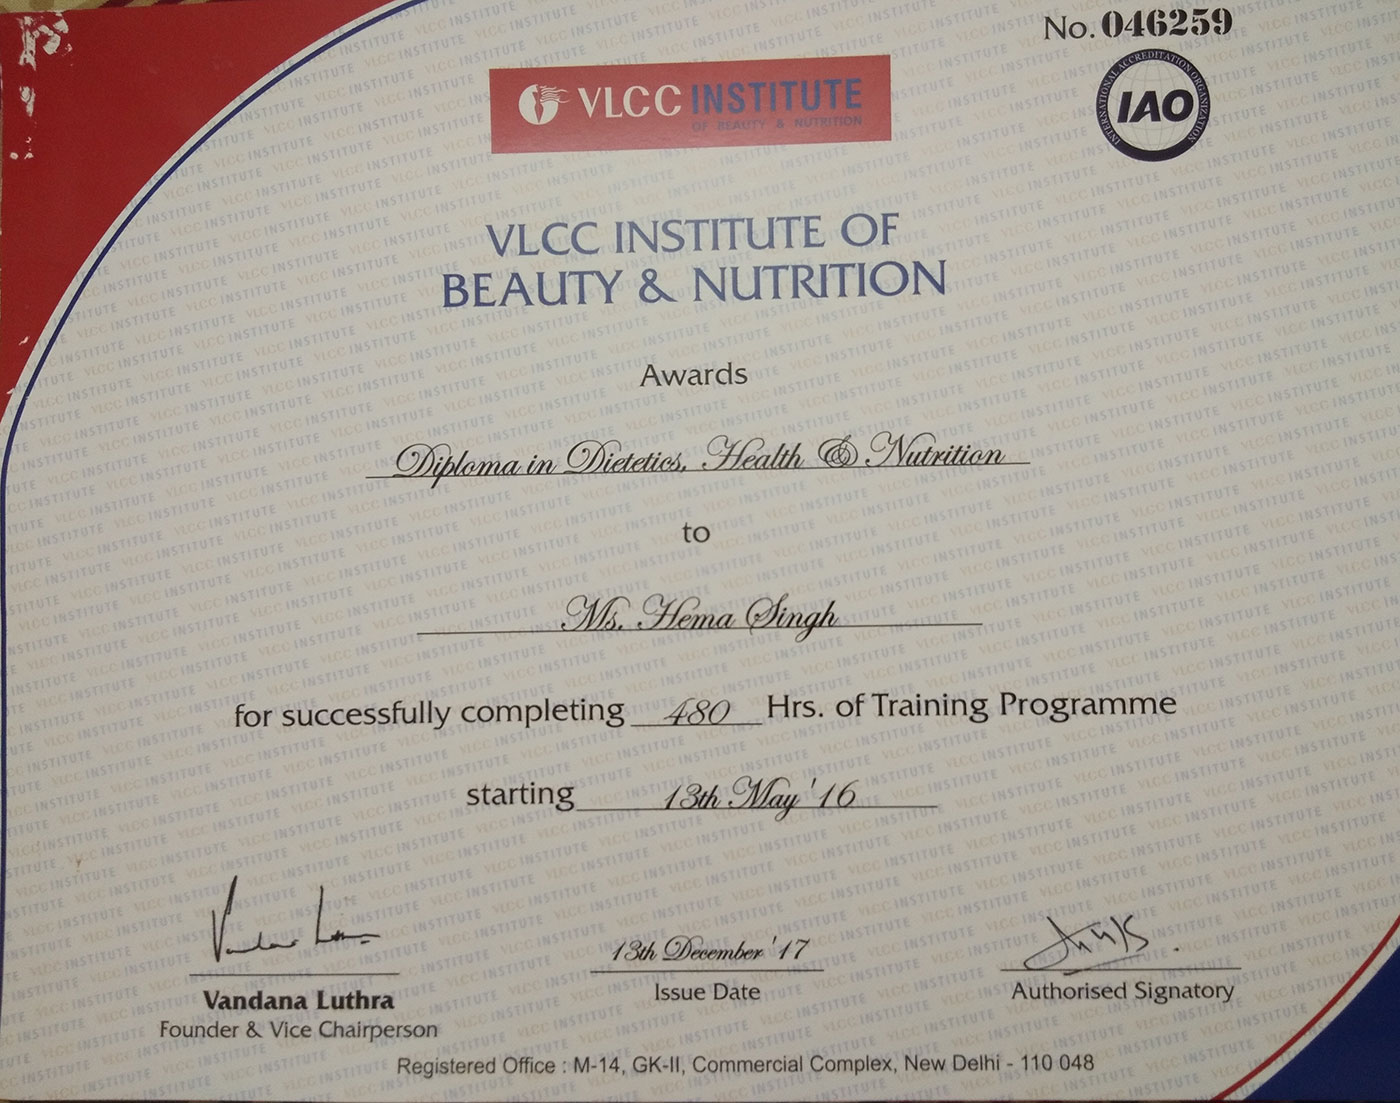 No. 046259
INTERNATIONAL ACCREDITATION ORGANIZATION
IAO
VLCC INSTITUTE
OF BEAUTY & NUTRITION
VLCC INSTITUTE OF
BEAUTY & NUTRITION
Awards
Diploma in Dietetics, Health & Nutrition
to
Ms. Hema Singh
for successfully completing 480 Hrs. of Training Programme
starting 13th May '16
13th December '17
Vandana Luthra
Founder & Vice Chairperson
Issue Date
Authorised Signatory
Registered Office : M-14, GK-II, Commercial Complex, New Delhi - 110 048